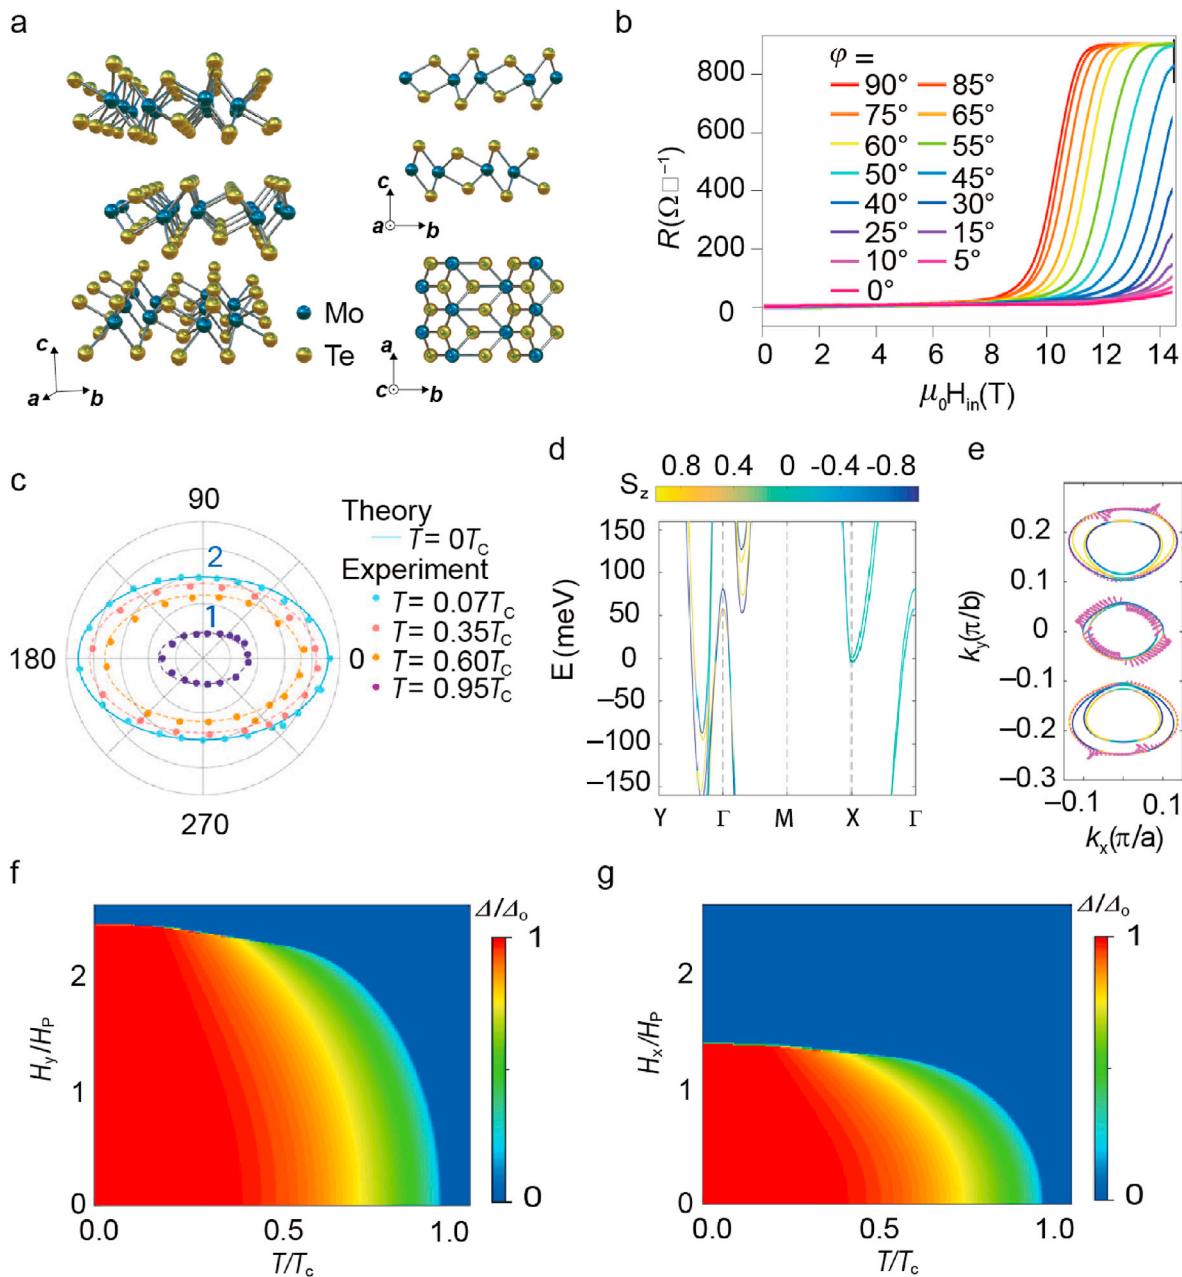 a
Mo
Te
c
a
b
c
a
b
a
c
b
b
φ =
90° 85°
75° 65°
60° 55°
50° 45°
40° 30°
25° 15°
10° 5°
0°
800
600
400
200
0
R(Ω□⁻¹)
0 2 4 6 8 10 12 14
μ₀H_in(T)
c
90
180
0
270
2
1
Theory
T = 0T_c
Experiment
T = 0.07T_c
T = 0.35T_c
T = 0.60T_c
T = 0.95T_c
d
S_z
0.8 0.4 0 -0.4 -0.8
150
100
50
0
–50
–100
–150
E (meV)
Y Γ M X Γ
e
0.2
0.1
0
–0.1
–0.2
–0.3
k_y(π/b)
–0.1 0.1
k_x(π/a)
f
Δ/Δ₀
1
0
2
1
0
H_y/H_P
0.0 0.5 1.0
T/T_c
g
Δ/Δ₀
1
0
2
1
0
H_x/H_P
0.0 0.5 1.0
T/T_c